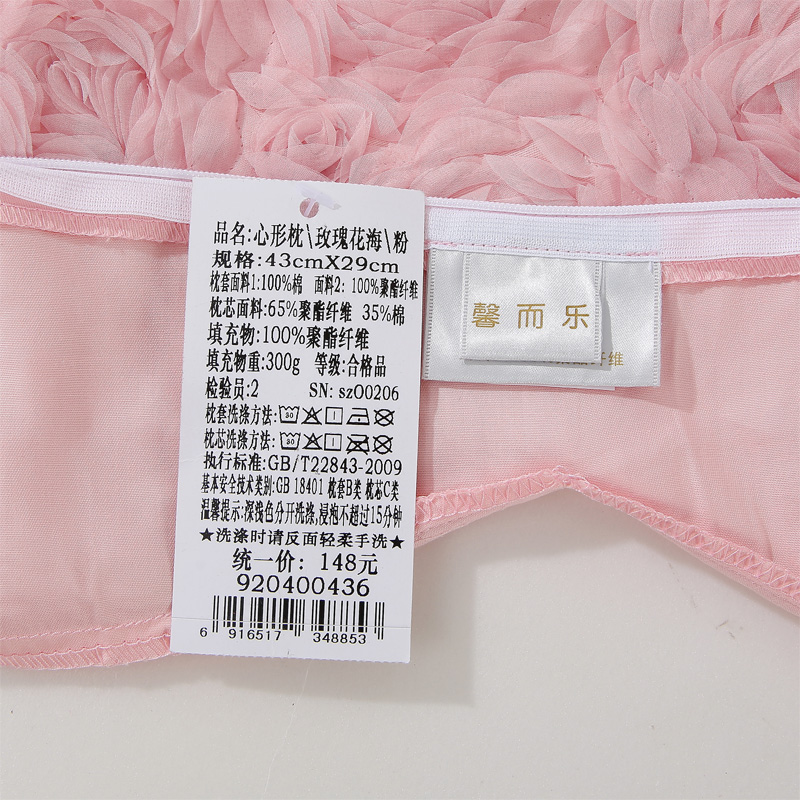 品名:心形枕\玫瑰花海\粉
规格:43cmX29cm
枕套面料1:100%棉 面料2: 100%聚酯纤维
枕芯面料:65%聚酯纤维 35%棉
填充物:100%聚酯纤维
填充物重:300g 等级:合格品
检验员:2 SN: sz00206
枕套洗涤方法: 30
枕芯洗涤方法: 30
执行标准:GB/T22843-2009
基本安全技术类别:GB 18401 枕套B类 枕芯C类
温馨提示:深浅色分开洗涤,浸泡不超过15分钟
★洗涤时请反面轻柔手洗★
统一价: 148元
920400436
6 916517 348853
馨而乐
纤维